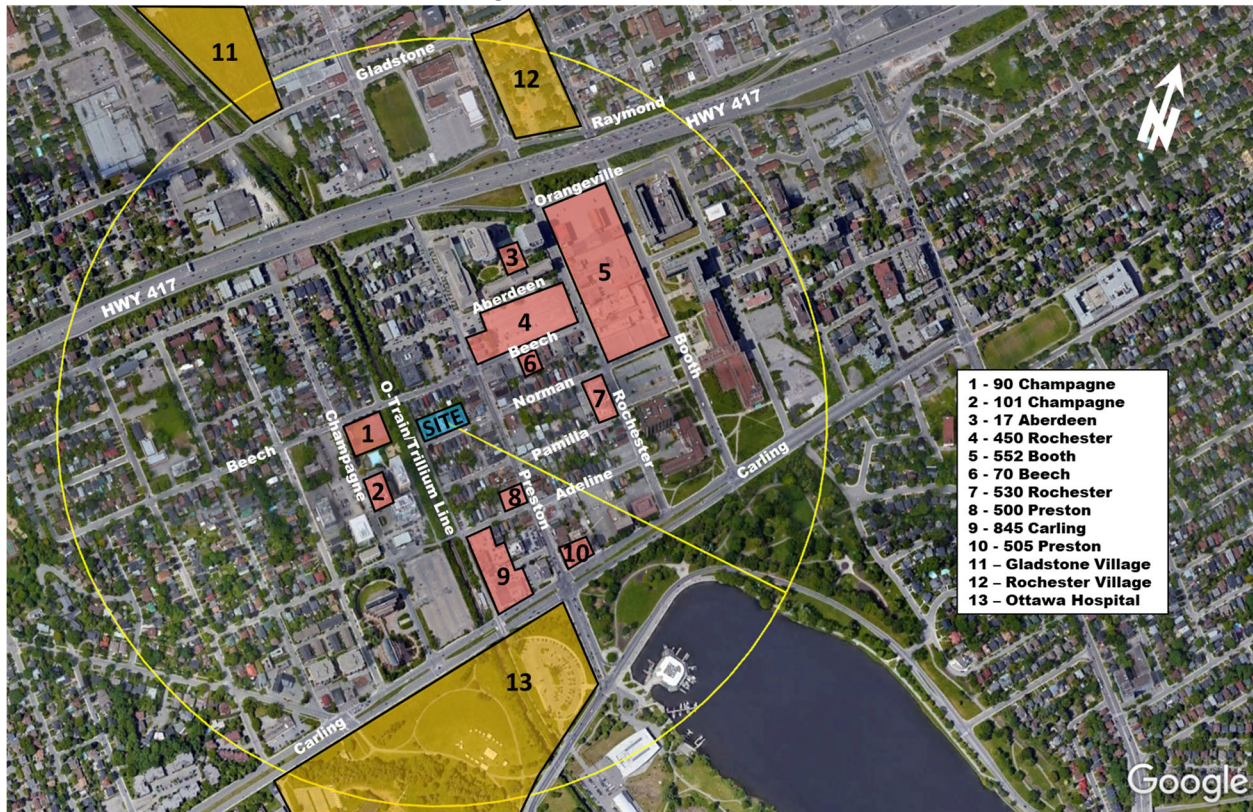 11
Gladstone
12
Raymond
HWY 417
N
Orangeville
3
5
HWY 417
Aberdeen
4
Beech
6
Norman
7
Booth
1
SITE
Champagne
O-Train/Trillium Line
Beech
Pamilla
Rochester
2
Preston
8
Adeline
Carling
9
10
13
Carling
1 - 90 Champagne
2 - 101 Champagne
3 - 17 Aberdeen
4 - 450 Rochester
5 - 552 Booth
6 - 70 Beech
7 - 530 Rochester
8 - 500 Preston
9 - 845 Carling
10 - 505 Preston
11 – Gladstone Village
12 – Rochester Village
13 – Ottawa Hospital
Google